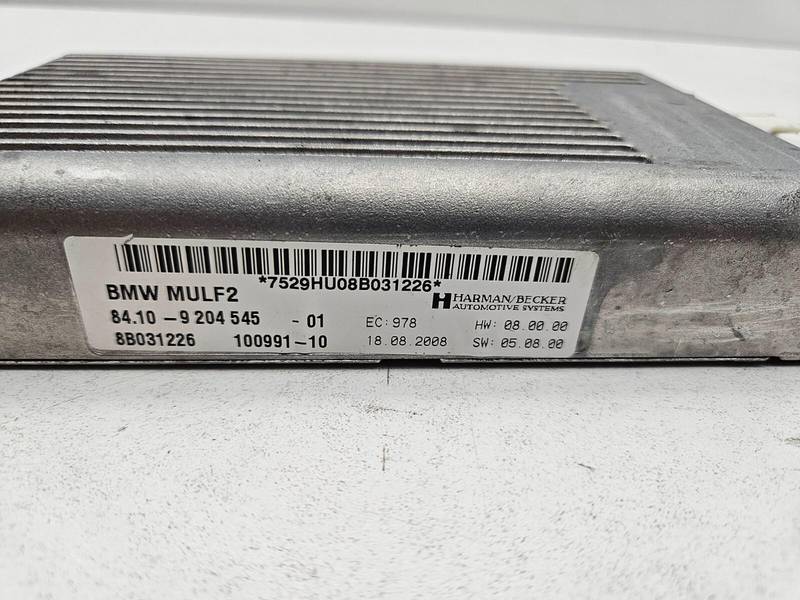 *7529HU08B031226*
BMW MULF2
HARMAN/BECKER
AUTOMOTIVE SYSTEMS
84.10 - 9 204 545 - 01 EC: 978 HW: 08.00.00
8B031226 100991-10 18.08.2008 SW: 05.08.00